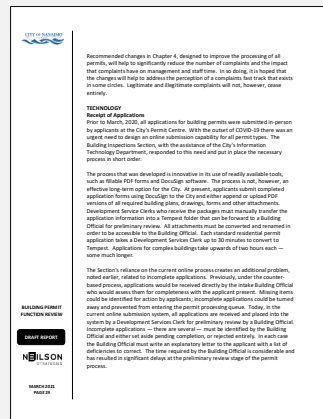 CITY OF NANAIMO
Recommended changes in Chapter 4, designed to improve the processing of all
permits, will help to significantly reduce the number of complaints and the impact
that complaints have on management and staff time. In so doing, it is hoped that
the changes will help to address the perception of a complaints fast track that exists
in some circles. Legitimate and illegitimate complaints will not, however, cease
entirely.
TECHNOLOGY
Receipt of Applications
Prior to March, 2020, all applications for building permits were submitted in-person
by applicants at the City's Permit Centre. With the outset of COVID-19 there was an
urgent need to design an online submission capability for all permit types. The
Building Inspections Section, with the assistance of the City's Information
Technology Department, responded to this need and put in place the necessary
process in short order.
The process that was developed is innovative in its use of readily available tools,
such as fillable PDF forms and DocuSign software. The process is not, however, an
effective long-term option for the City. At present, applicants submit completed
application forms using DocuSign to the City and either append or upload PDF
versions of all required building plans, drawings, forms and other attachments.
Development Service Clerks who receive the packages must manually transfer the
application information into a Tempest folder that can be forward to a Building
Official for preliminary review. All attachments must be converted and renamed in
order to be accessible to the Building Official. Each standard residential permit
application takes a Development Services Clerk up to 30 minutes to convert to
Tempest. Applications for complex buildings take upwards of two hours each —
some much longer.
The Section's reliance on the current online process creates an additional problem,
noted earlier, related to incomplete applications. Previously, under the counter-
based process, applications would be received directly by the intake Building Official
who would assess them for completeness with the applicant present. Missing items
could be identified for action by applicants; incomplete applications could be turned
away and prevented from entering the permit processing queue. Today, in the
current online submission system, all applications are received and placed into the
system by a Development Services Clerk for preliminary review by a Building Official.
Incomplete applications — there are several — must be identified by the Building
Official and either set aside pending completion, or rejected entirely. In each case
the Building Official must write an explanatory letter to the applicant with a list of
deficiencies to correct. The time required by the Building Official is considerable and
has resulted in significant delays at the preliminary review stage of the permit
process.
BUILDING PERMIT
FUNCTION REVIEW
DRAFT REPORT
NEILSON
STRATEGIES
MARCH 2021
PAGE 29